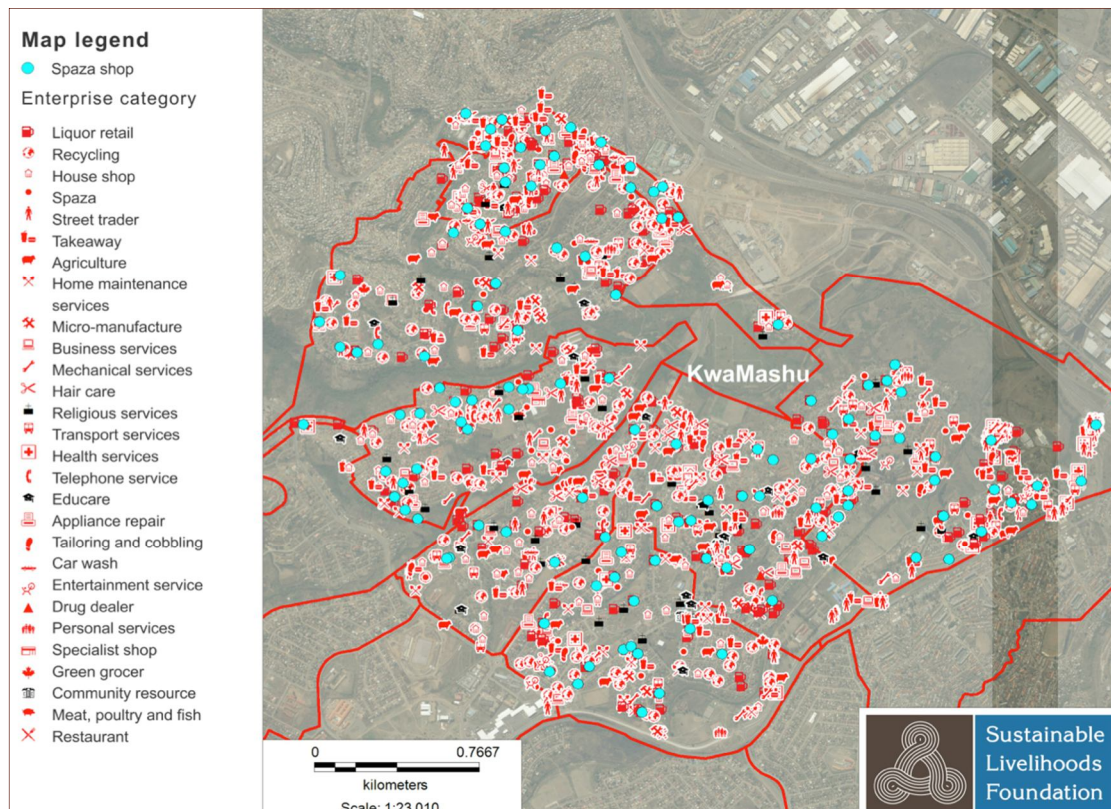 Map legend
Spaza shop
Enterprise category
Liquor retail
Recycling
House shop
Spaza
Street trader
Takeaway
Agriculture
Home maintenance
services
Micro-manufacture
Business services
Mechanical services
Hair care
Religious services
Transport services
Health services
Telephone service
Educare
Appliance repair
Tailoring and cobbling
Car wash
Entertainment service
Drug dealer
Personal services
Specialist shop
Green grocer
Community resource
Meat, poultry and fish
Restaurant
KwaMashu
0 0.7667
kilometers
Scale: 1:23,010
Sustainable
Livelihoods
Foundation